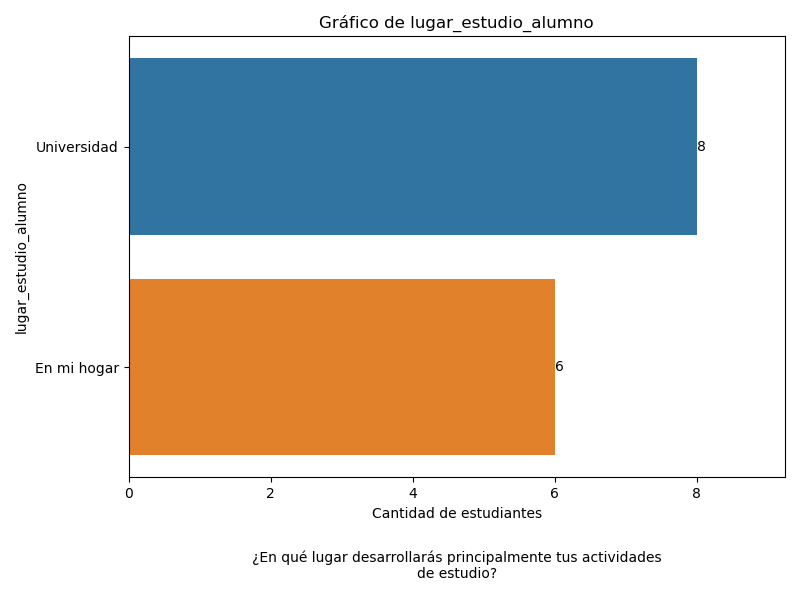 Gráfico de lugar_estudio_alumno
lugar_estudio_alumno
Universidad
8
En mi hogar
6
0 2 4 6 8
Cantidad de estudiantes
¿En qué lugar desarrollarás principalmente tus actividades
de estudio?